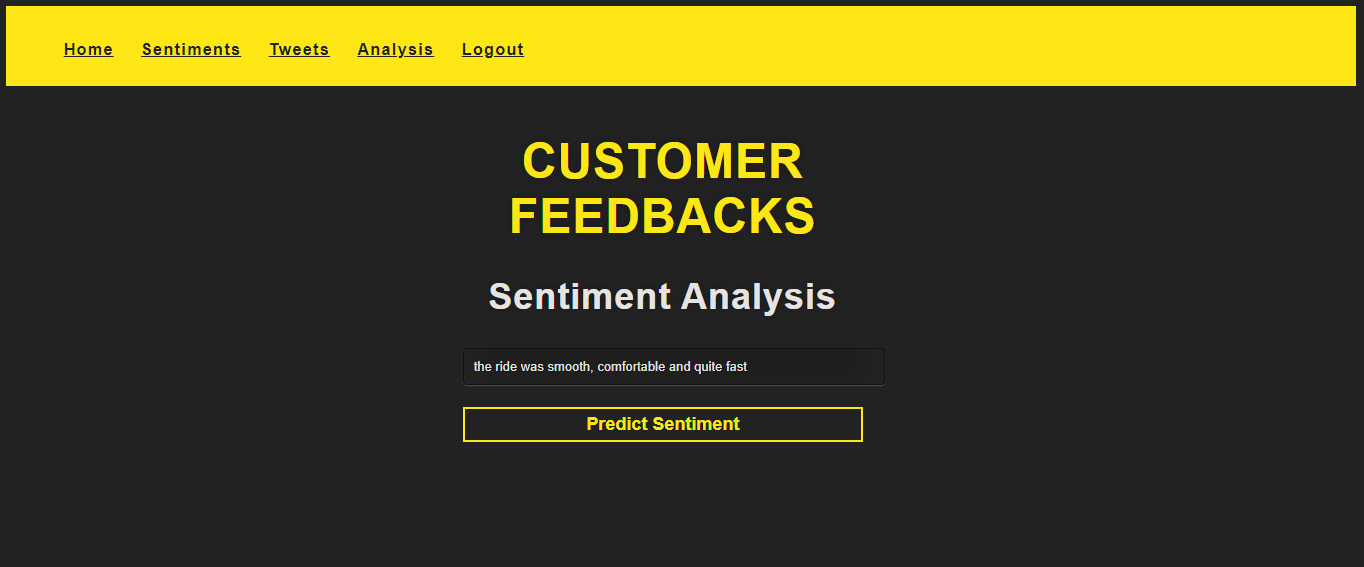 Home Sentiments Tweets Analysis Logout
CUSTOMER
FEEDBACKS
Sentiment Analysis
the ride was smooth, comfortable and quite fast
Predict Sentiment